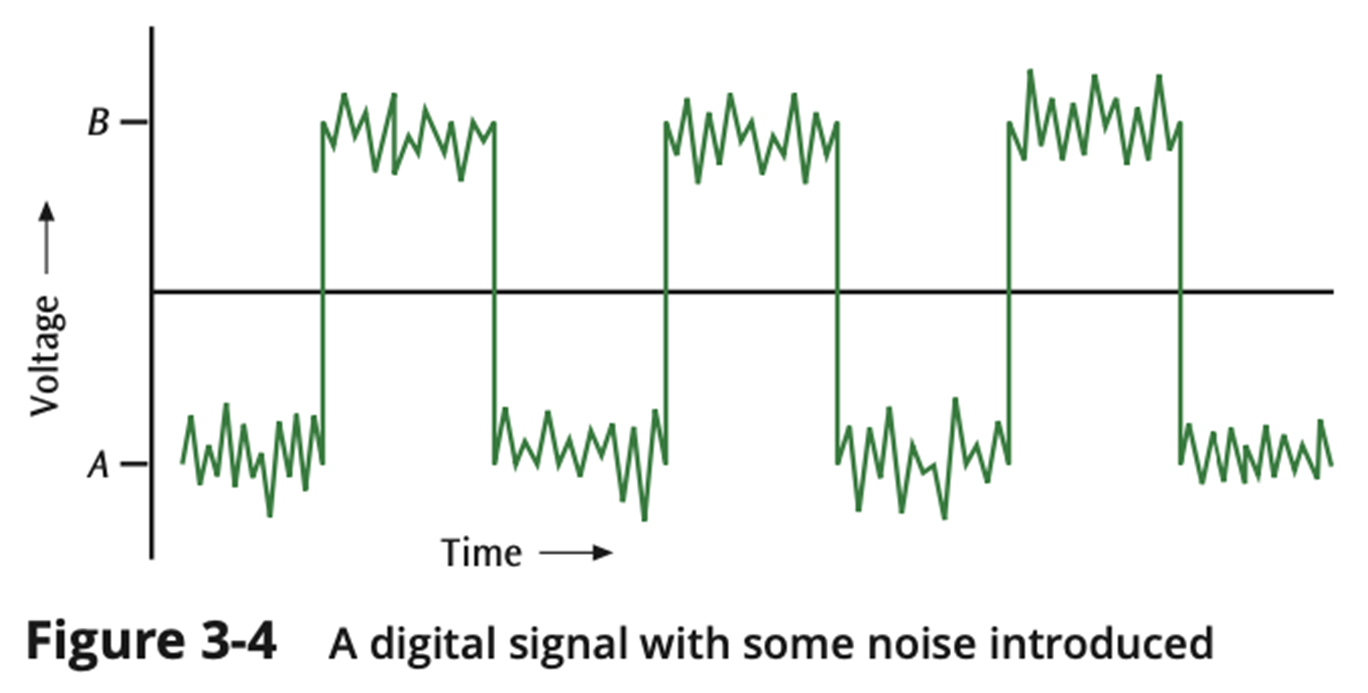 B
Voltage
A
Time
Figure 3-4 A digital signal with some noise introduced